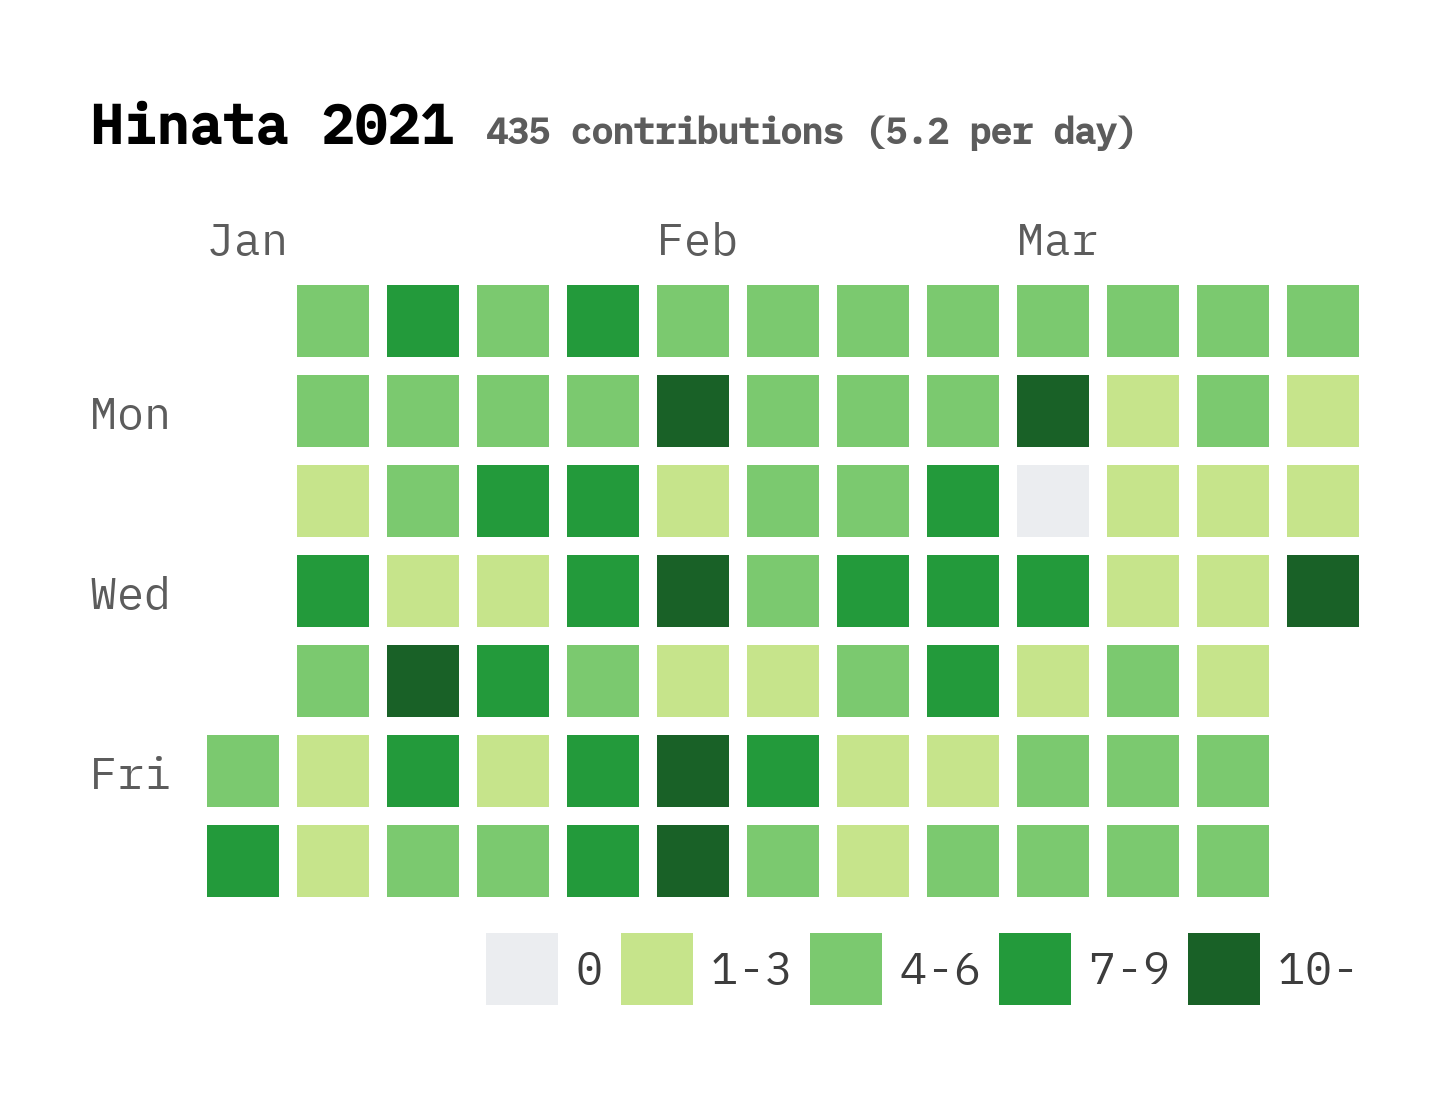 Hinata 2021 435 contributions (5.2 per day)
Jan Feb Mar
Mon
Wed
Fri
0 1-3 4-6 7-9 10-